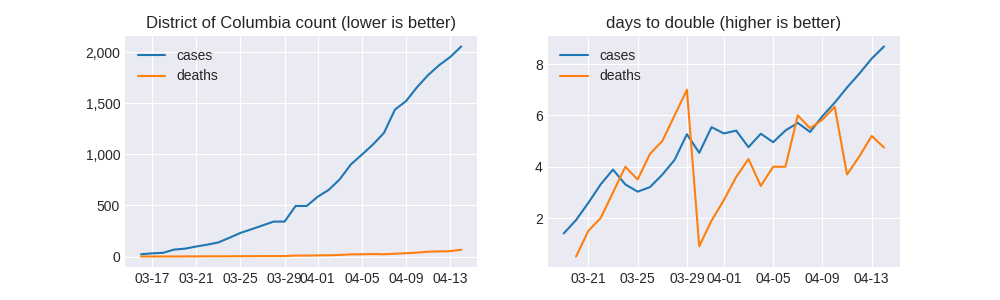 District of Columbia count (lower is better)
cases
deaths
2,000
1,500
1,000
500
0
03-17 03-21 03-25 03-29 04-01 04-05 04-09 04-13
days to double (higher is better)
cases
deaths
8
6
4
2
03-21 03-25 03-29 04-01 04-05 04-09 04-13